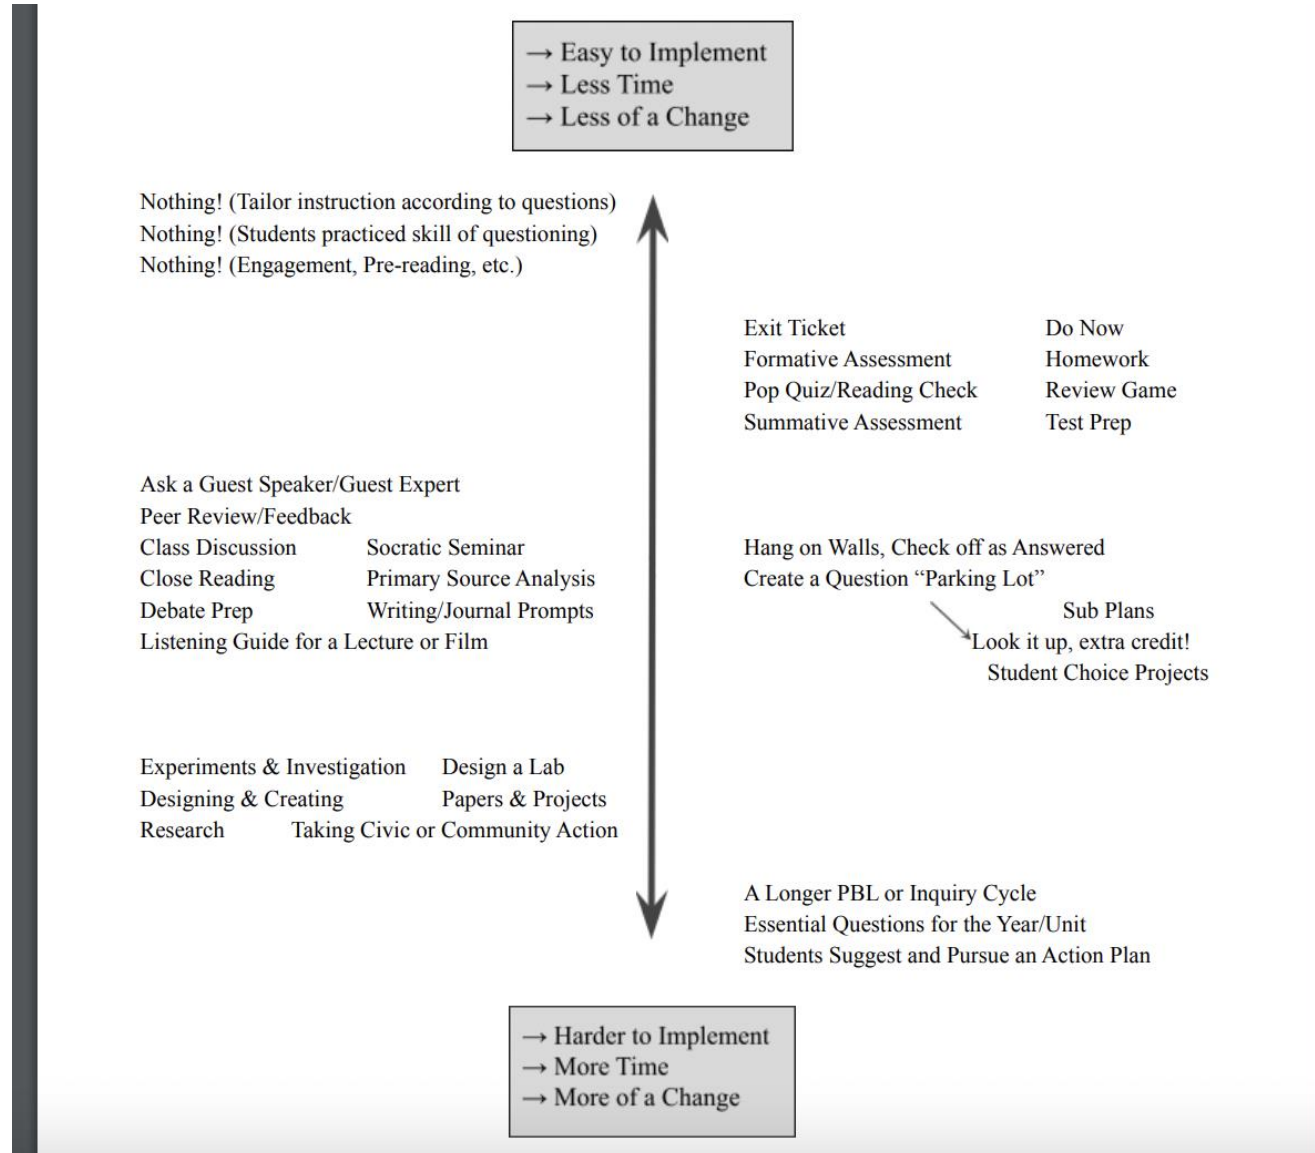 → Easy to Implement
→ Less Time
→ Less of a Change
Nothing! (Tailor instruction according to questions)
Nothing! (Students practiced skill of questioning)
Nothing! (Engagement, Pre-reading, etc.)
Exit Ticket Do Now
Formative Assessment Homework
Pop Quiz/Reading Check Review Game
Summative Assessment Test Prep
Ask a Guest Speaker/Guest Expert
Peer Review/Feedback
Class Discussion Socratic Seminar
Close Reading Primary Source Analysis
Debate Prep Writing/Journal Prompts
Listening Guide for a Lecture or Film
Hang on Walls, Check off as Answered
Create a Question “Parking Lot”
Sub Plans
Look it up, extra credit!
Student Choice Projects
Experiments & Investigation Design a Lab
Designing & Creating Papers & Projects
Research Taking Civic or Community Action
A Longer PBL or Inquiry Cycle
Essential Questions for the Year/Unit
Students Suggest and Pursue an Action Plan
→ Harder to Implement
→ More Time
→ More of a Change